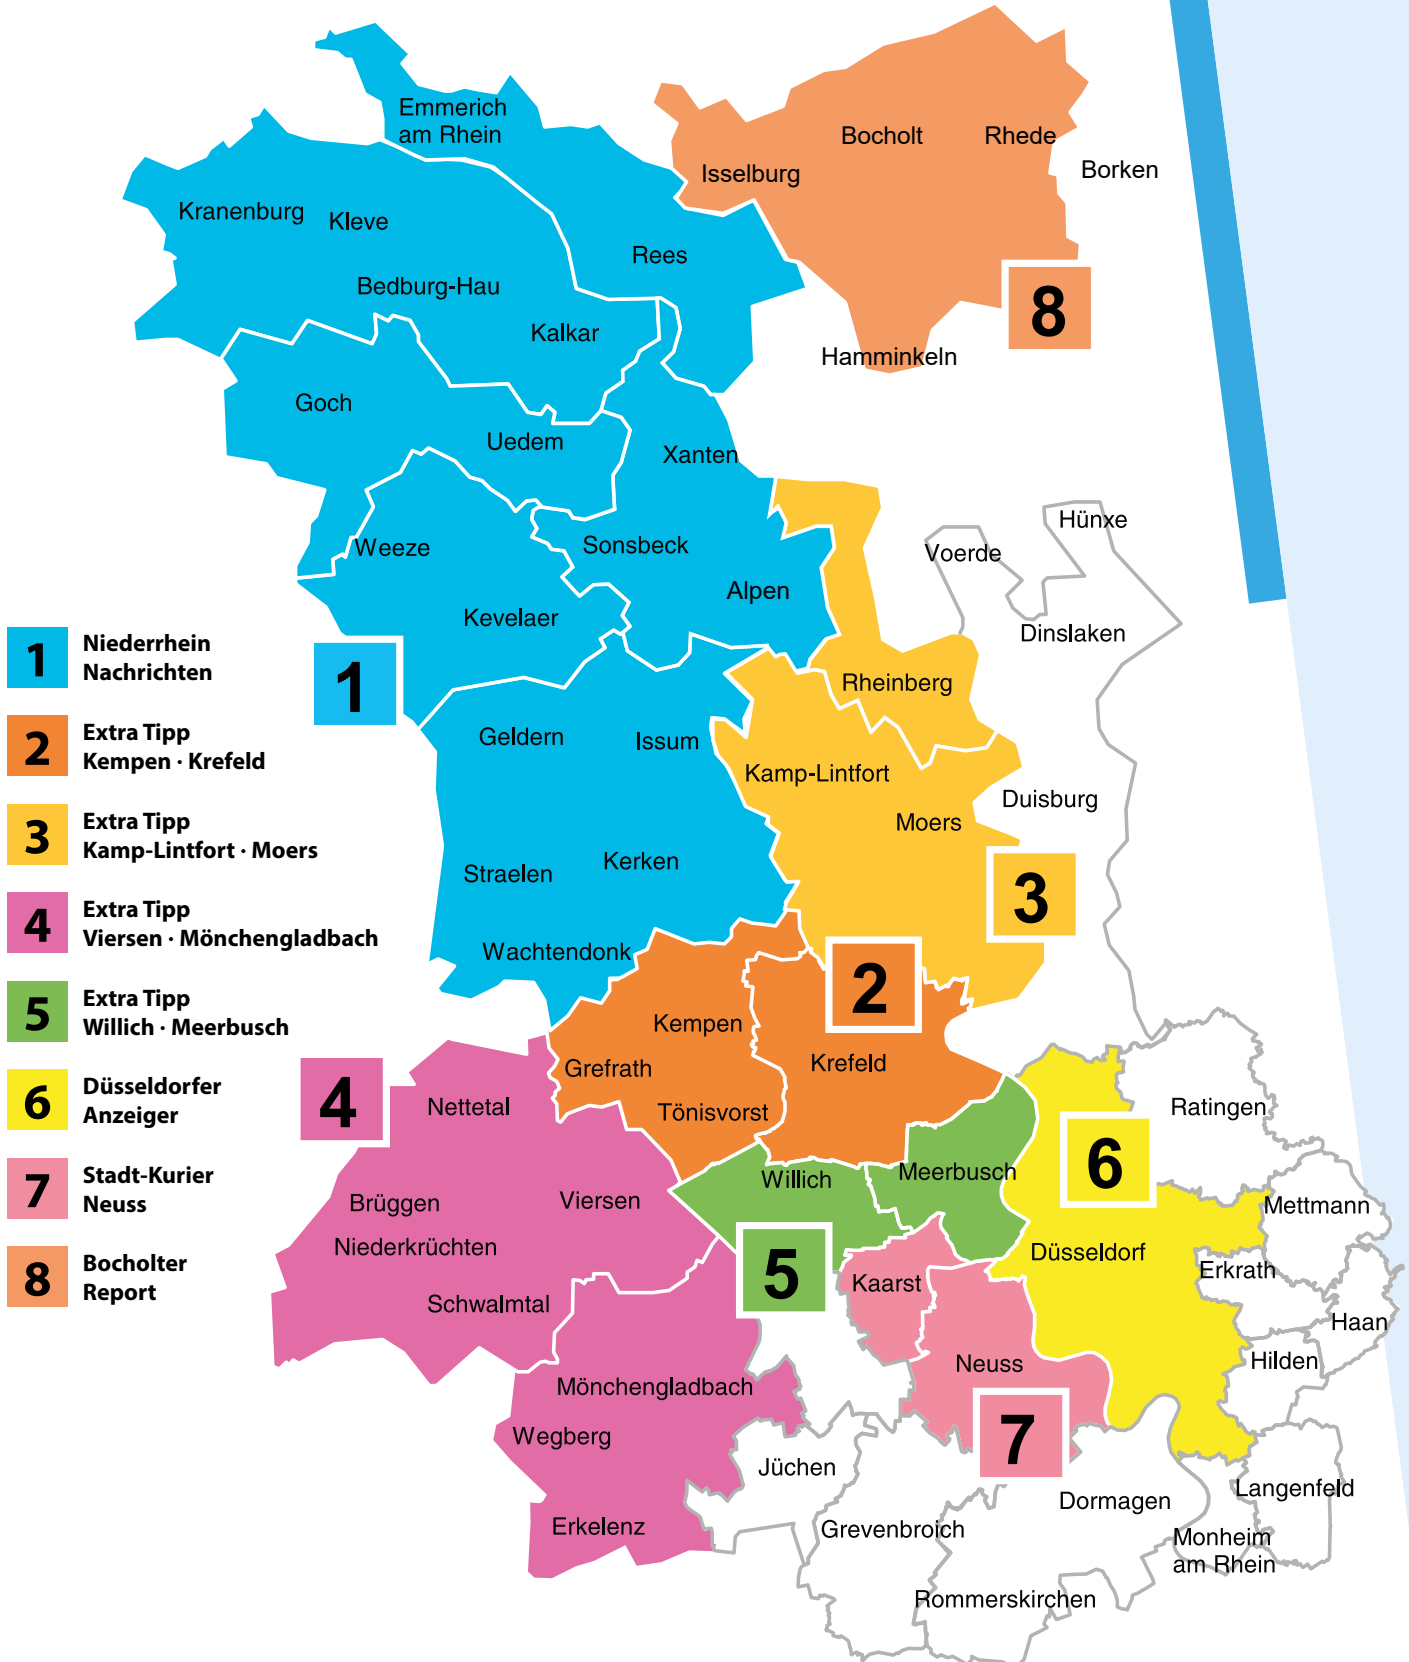 Emmerich
am Rhein
Bocholt
Rhede
Isselburg
Borken
Kranenburg
Kleve
Rees
Bedburg-Hau
8
Kalkar
Hamminkeln
Goch
Uedem
Xanten
Hünxe
Weeze
Sonsbeck
Voerde
Alpen
Kevelaer
Dinslaken
1
Niederrhein
Nachrichten
1
Rheinberg
2
Extra Tipp
Kempen · Krefeld
Geldern
Issum
Kamp-Lintfort
Duisburg
3
Extra Tipp
Kamp-Lintfort · Moers
Moers
Straelen
Kerken
3
4
Extra Tipp
Viersen · Mönchengladbach
Wachtendonk
2
5
Extra Tipp
Willich · Meerbusch
Kempen
Grefrath
Krefeld
6
Düsseldorfer
Anzeiger
4
Nettetal
Tönisvorst
Ratingen
6
7
Stadt-Kurier
Neuss
Brüggen
Viersen
Willich
Meerbusch
Mettmann
Niederkrüchten
Düsseldorf
8
Bocholter
Report
5
Kaarst
Erkrath
Schwalmtal
Haan
Neuss
Hilden
Mönchengladbach
Wegberg
7
Jüchen
Langenfeld
Dormagen
Erkelenz
Grevenbroich
Monheim
am Rhein
Rommerskirchen